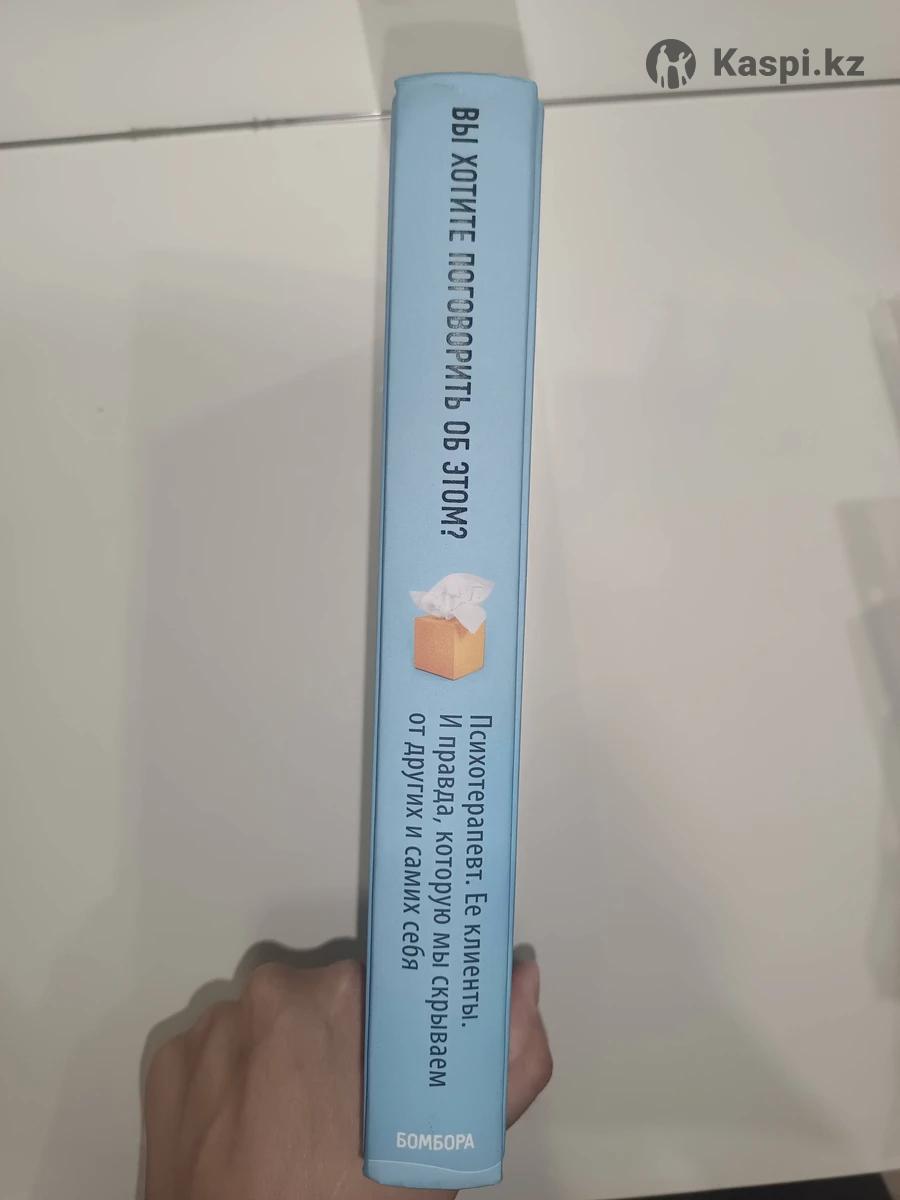 Kaspi.kz
ВЫ ХОТИТЕ ПОГОВОРИТЬ ОБ ЭТОМ?
Психотерапевт. Ее клиенты.
И правда, которую мы скрываем
от других и самих себя
БОМБОРА